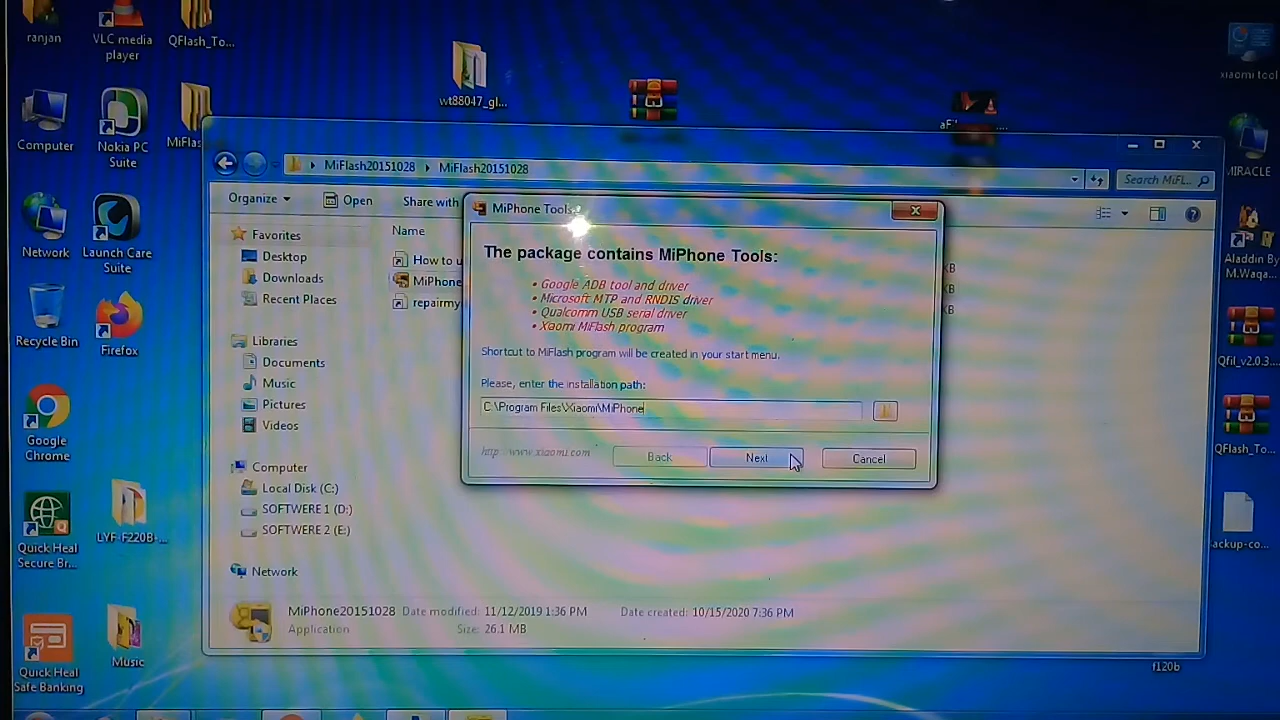 ranjan
VLC media
player
QFlash_To...
wt88047_gl...
xiaomi tool
Computer
Nokia PC
Suite
MiFlas
MIRACLE
MiFlash20151028
MiFlash20151028
Search MiFl...
Organize
Open
Share with
MiPhone Tools
Favorites
Desktop
Downloads
Recent Places
Name
How to u
MiPhone
repairmy
The package contains MiPhone Tools:
• Google ADB tool and driver
• Microsoft MTP and RNDIS driver
• Qualcomm USB serial driver
• Xiaomi MiFlash program
Shortcut to MiFlash program will be created in your start menu.
Please, enter the installation path:
C:\Program Files\Xiaomi\MiPhone
http://www.xiaomi.com
Back
Next
Cancel
KB
KB
KB
Network
Launch Care
Suite
Aladdin By
M.Waqa...
Recycle Bin
Firefox
Libraries
Documents
Music
Pictures
Videos
Qfil_v2.0.3...
Google
Chrome
QFlash_To...
Computer
Local Disk (C:)
SOFTWERE 1 (D:)
SOFTWERE 2 (E:)
Network
Quick Heal
Secure Br...
LYF-F220B-...
ackup-co...
MiPhone20151028 Date modified: 11/12/2019 1:36 PM Date created: 10/15/2020 7:36 PM
Application Size: 26.1 MB
Quick Heal
Safe Banking
Music
f120b